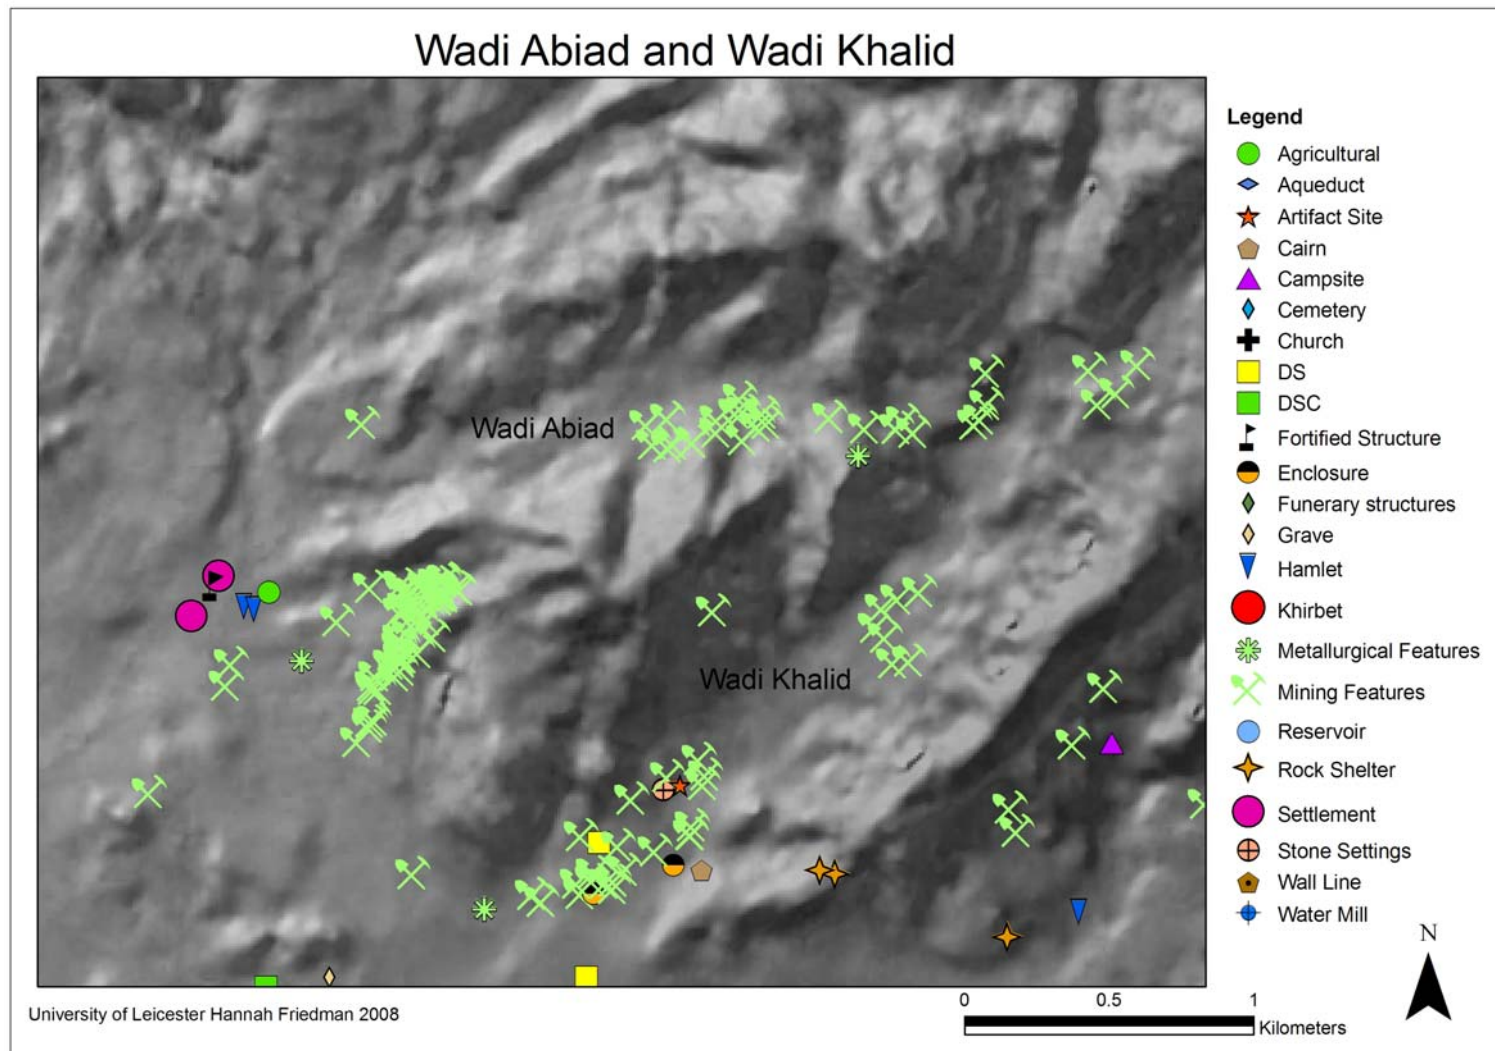 Wadi Abiad and Wadi Khalid
Wadi Abiad
Wadi Khalid
Legend
Agricultural
Aqueduct
Artifact Site
Cairn
Campsite
Cemetery
Church
DS
DSC
Fortified Structure
Enclosure
Funerary structures
Grave
Hamlet
Khirbet
Metallurgical Features
Mining Features
Reservoir
Rock Shelter
Settlement
Stone Settings
Wall Line
Water Mill
N
0 0.5 1
Kilometers
University of Leicester Hannah Friedman 2008